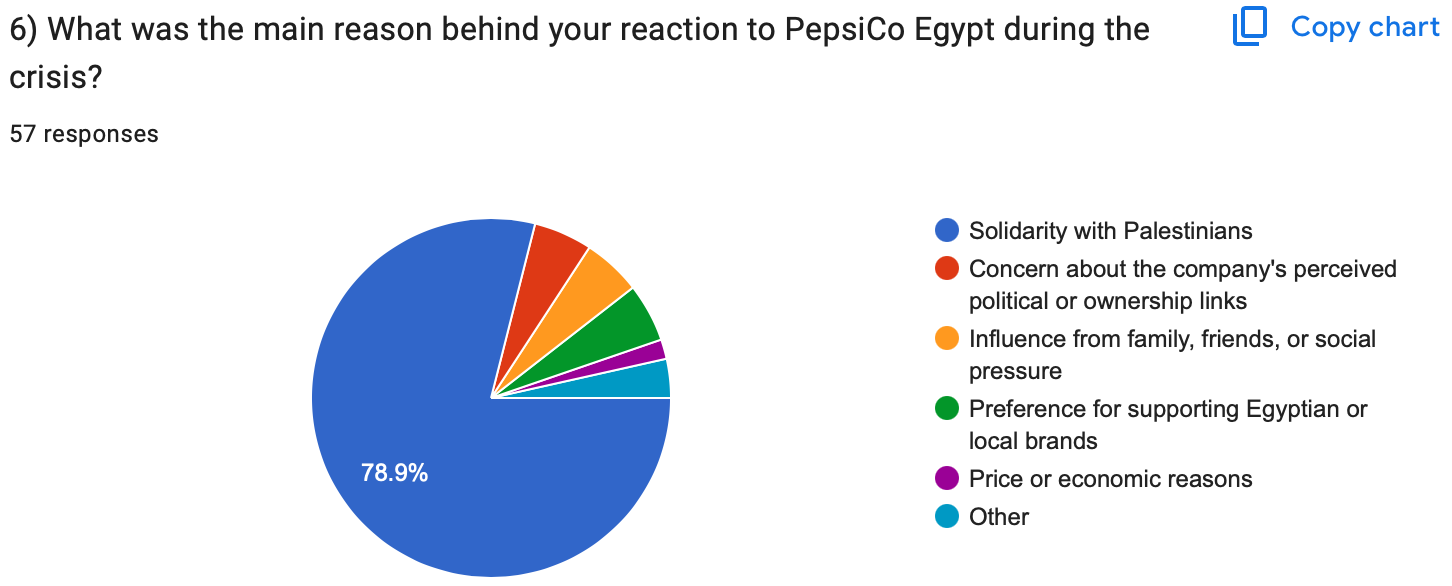 6) What was the main reason behind your reaction to PepsiCo Egypt during the
crisis?
Copy chart
57 responses
78.9%
Solidarity with Palestinians
Concern about the company's perceived
political or ownership links
Influence from family, friends, or social
pressure
Preference for supporting Egyptian or
local brands
Price or economic reasons
Other